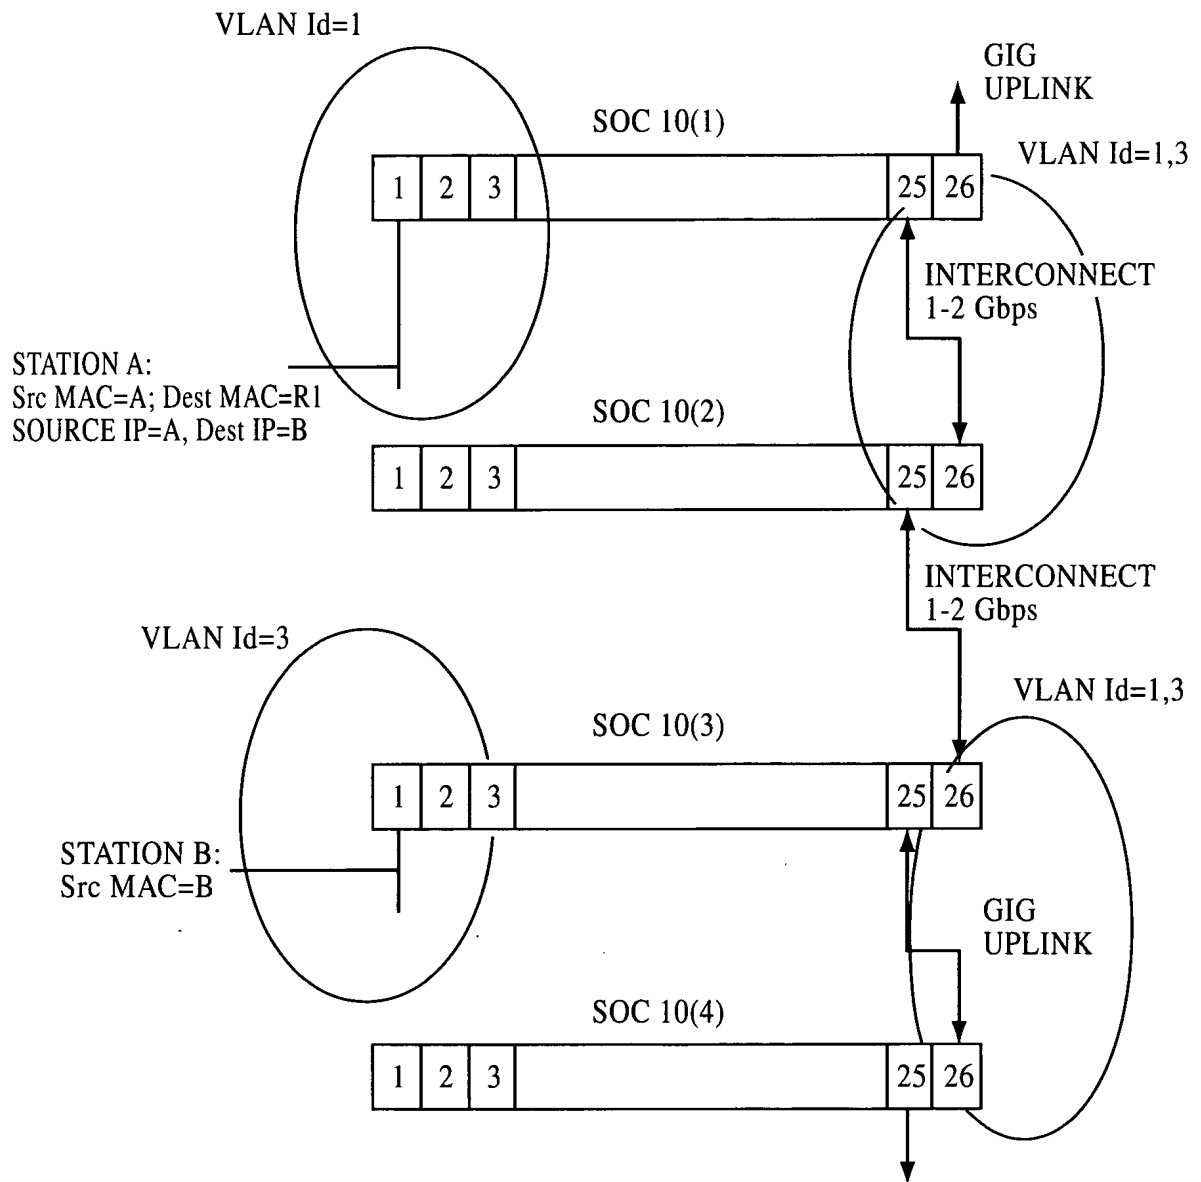 VLAN Id=1
GIG
UPLINK
SOC 10(1)
VLAN Id=1,3
1 2 3 25 26
INTERCONNECT
1-2 Gbps
STATION A:
Src MAC=A; Dest MAC=R1
SOURCE IP=A, Dest IP=B
SOC 10(2)
1 2 3 25 26
INTERCONNECT
1-2 Gbps
VLAN Id=3
VLAN Id=1,3
SOC 10(3)
1 2 3 25 26
STATION B:
Src MAC=B
GIG
UPLINK
SOC 10(4)
1 2 3 25 26